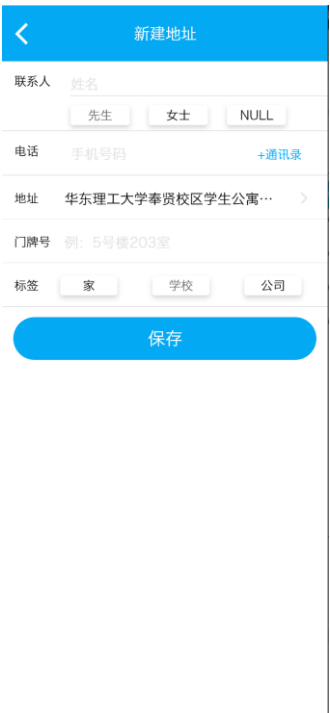 新建地址
联系人 姓名
先生 女士 NULL
电话 手机号码 +通讯录
地址 华东理工大学奉贤校区学生公寓…
门牌号 例：5号楼203室
标签 家 学校 公司
保存